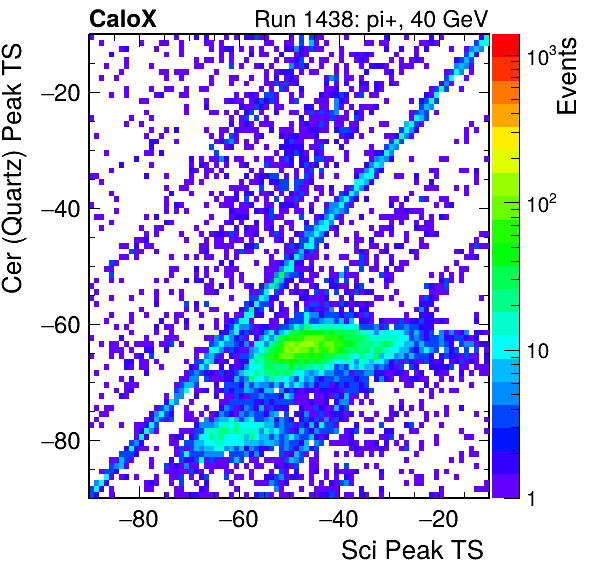 CaloX Run 1438: pi+, 40 GeV
Cer (Quartz) Peak TS
−20
−40
−60
−80
−80 −60 −40 −20
Sci Peak TS
10³
10²
10
1
Events